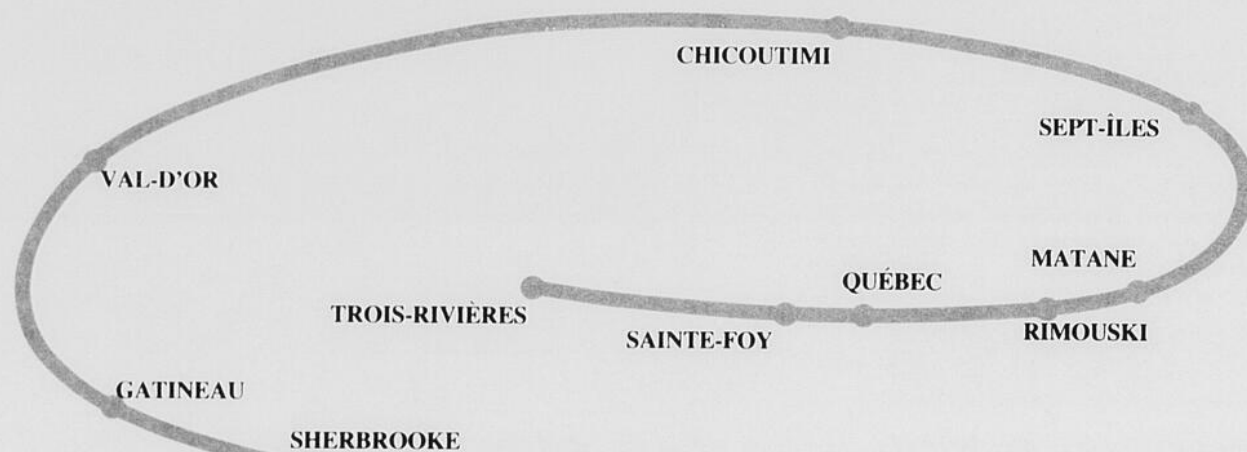 CHICOUTIMI
SEPT-ÎLES
VAL-D'OR
MATANE
QUÉBEC
TROIS-RIVIÈRES
RIMOUSKI
SAINTE-FOY
GATINEAU
SHERBROOKE